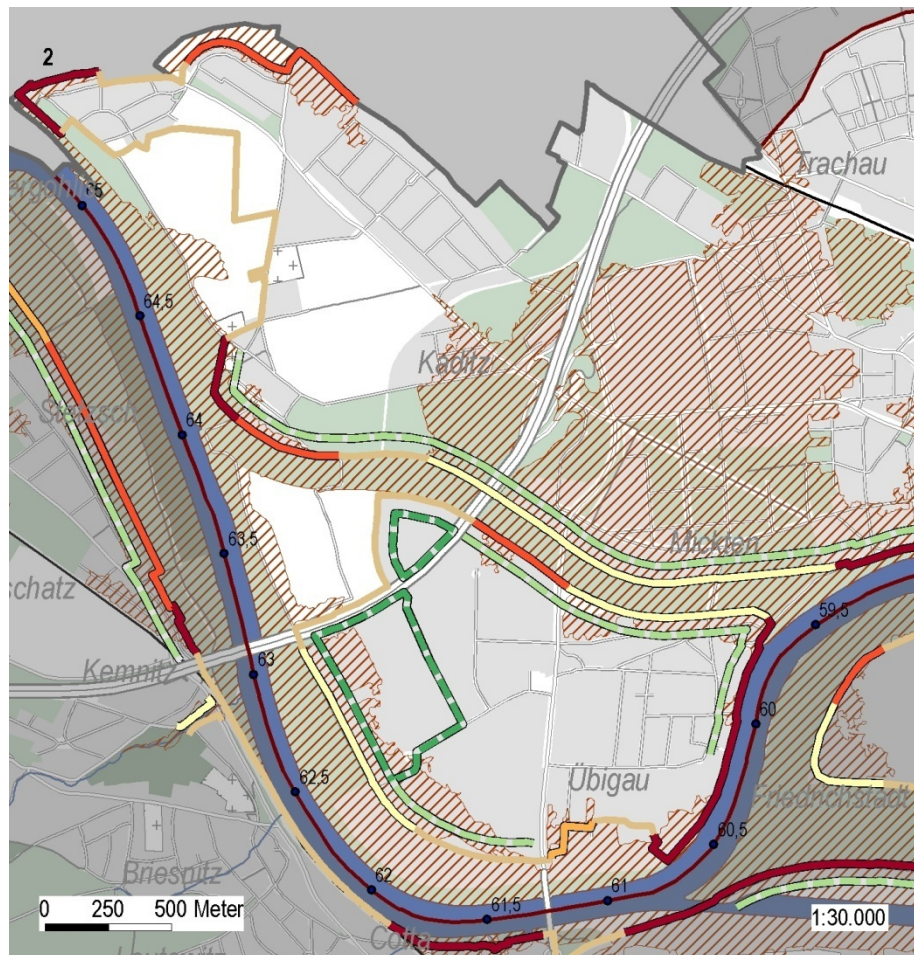 2
Trachau
65
64,5
Kaditz
64
Mickten
63,5
59,5
Kemnitz
63
60
Übigau
Friedrichstadt
62,5
60,5
Briesnitz
62
61
61,5
0 250 500 Meter
1:30.000
Cotta